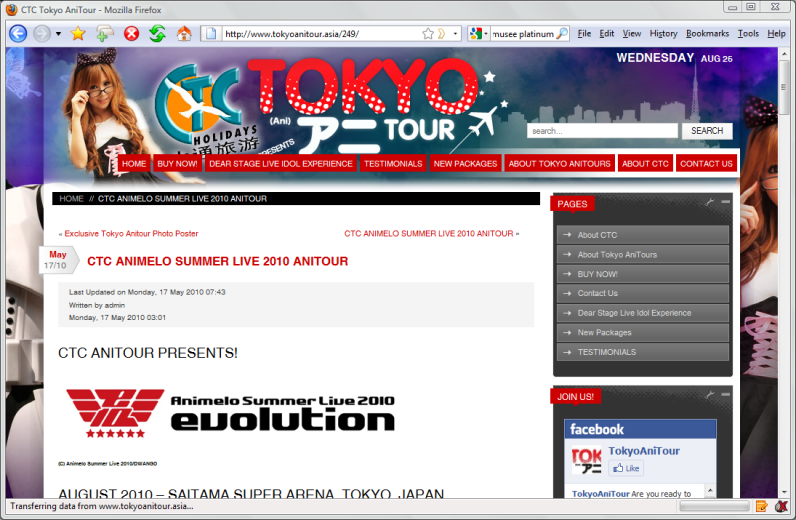 CTC Tokyo AniTour - Mozilla Firefox
http://www.tokyoanitour.asia/249/
musee platinum
File Edit View History Bookmarks Tools Help
WEDNESDAY AUG 25
CTC
HOLIDAYS
通旅游
PRESENTS
TOKYO
(Ani)
アニ TOUR
search...
SEARCH
HOME
BUY NOW!
DEAR STAGE LIVE IDOL EXPERIENCE
TESTIMONIALS
NEW PACKAGES
ABOUT TOKYO ANITOURS
ABOUT CTC
CONTACT US
HOME // CTC ANIMELO SUMMER LIVE 2010 ANITOUR
« Exclusive Tokyo Anitour Photo Poster
CTC ANIMELO SUMMER LIVE 2010 ANITOUR »
May
17/10
CTC ANIMELO SUMMER LIVE 2010 ANITOUR
Last Updated on Monday, 17 May 2010 07:43
Written by admin
Monday, 17 May 2010 03:01
CTC ANITOUR PRESENTS!
Animelo Summer Live 2010
evolution
(C) Animelo Summer Live 2010/DWANGO
AUGUST 2010 – SAITAMA SUPER ARENA, TOKYO, JAPAN
PAGES
About CTC
About Tokyo AniTours
BUY NOW!
Contact Us
Dear Stage Live Idol Experience
New Packages
TESTIMONIALS
JOIN US!
facebook
TOK
アニ
TokyoAniTour
Like
TokyoAniTour Are you ready to
Transferring data from www.tokyoanitour.asia...